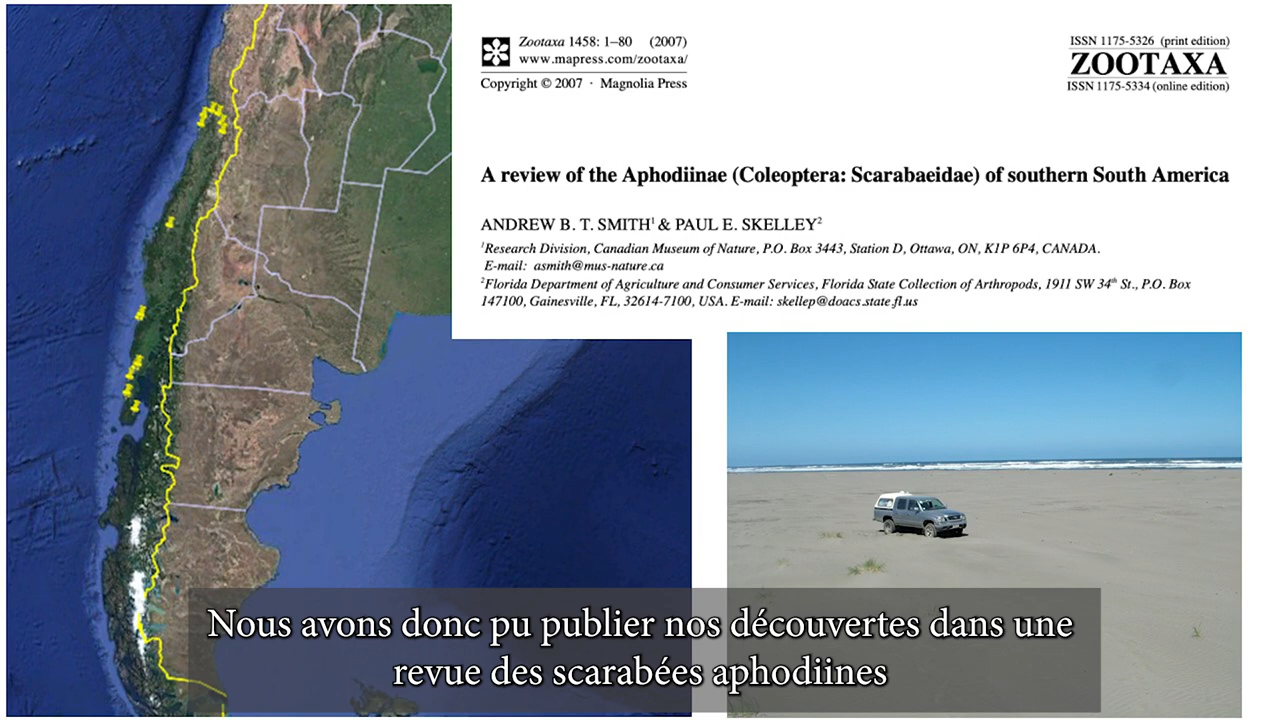 Zootaxa 1458: 1–80 (2007)
www.mapress.com/zootaxa/
Copyright © 2007 · Magnolia Press
ISSN 1175-5326 (print edition)
ZOOTAXA
ISSN 1175-5334 (online edition)
A review of the Aphodiinae (Coleoptera: Scarabaeidae) of southern South America
ANDREW B. T. SMITH¹ & PAUL E. SKELLEY²
¹Research Division, Canadian Museum of Nature, P.O. Box 3443, Station D, Ottawa, ON, K1P 6P4, CANADA.
E-mail: asmith@mus-nature.ca
²Florida Department of Agriculture and Consumer Services, Florida State Collection of Arthropods, 1911 SW 34th St., P.O. Box
147100, Gainesville, FL, 32614-7100, USA. E-mail: skellep@doacs.state.fl.us
Nous avons donc pu publier nos découvertes dans une
revue des scarabées aphodiines